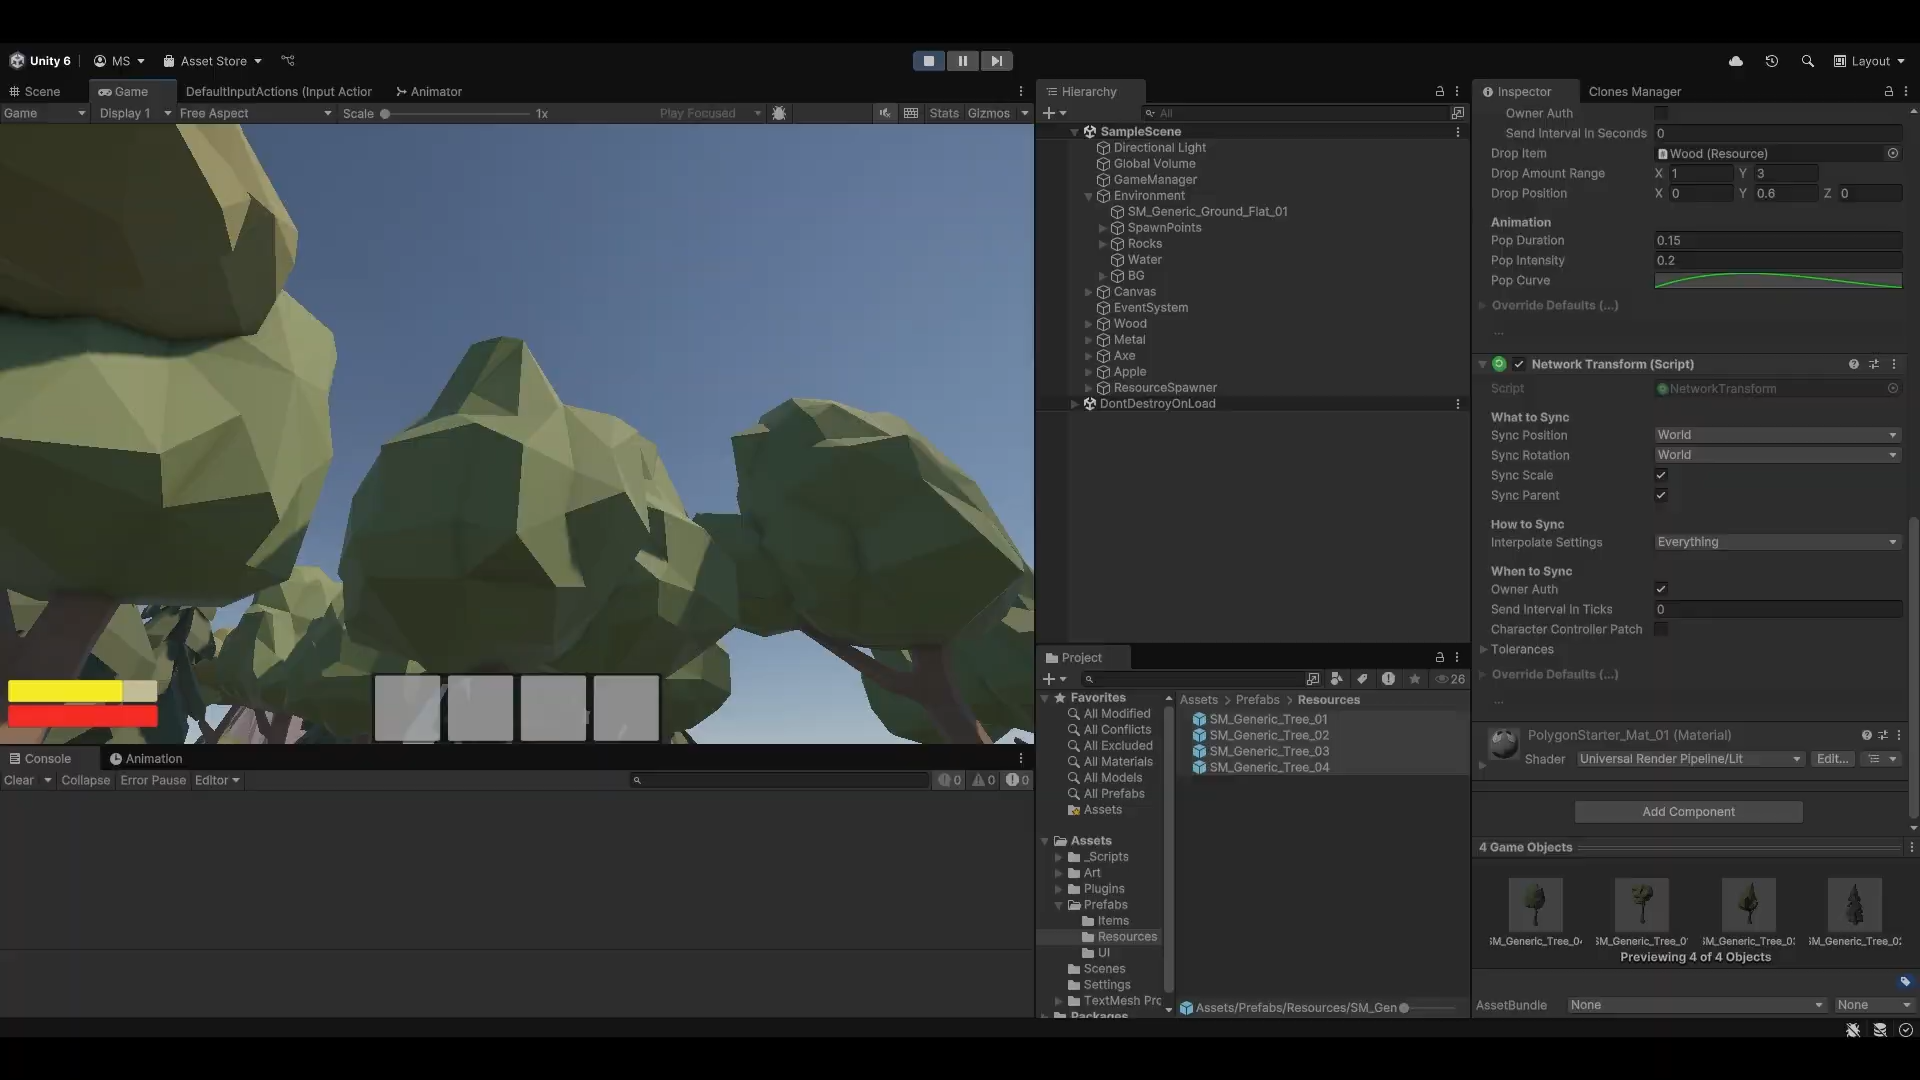 Unity 6
MS
Asset Store
Layout
Scene
Game
DefaultInputActions (Input Action
Animator
Hierarchy
Inspector
Clones Manager
Game
Display 1
Free Aspect
Scale
1x
Play Focused
Stats
Gizmos
All
SampleScene
Directional Light
Global Volume
GameManager
Environment
SM_Generic_Ground_Flat_01
SpawnPoints
Rocks
Water
BG
Canvas
EventSystem
Wood
Metal
Axe
Apple
ResourceSpawner
DontDestroyOnLoad
Owner Auth
Send Interval In Seconds 0
Drop Item Wood (Resource)
Drop Amount Range X 1 Y 3
Drop Position X 0 Y 0.6 Z 0
Animation
Pop Duration 0.15
Pop Intensity 0.2
Pop Curve
Override Defaults (...)
...
Network Transform (Script)
Script NetworkTransform
What to Sync
Sync Position World
Sync Rotation World
Sync Scale
Sync Parent
How to Sync
Interpolate Settings Everything
When to Sync
Owner Auth
Send Interval In Ticks 0
Character Controller Patch
Tolerances
Override Defaults (...)
...
PolygonStarter_Mat_01 (Material)
Shader Universal Render Pipeline/Lit Edit...
Add Component
4 Game Objects
Previewing 4 of 4 Objects
AssetBundle None None
Project
26
Favorites
All Modified
All Conflicts
All Excluded
All Materials
All Models
All Prefabs
Assets
Assets
_Scripts
Art
Plugins
Prefabs
Items
Resources
UI
Scenes
Settings
TextMesh Prc
Packages
Assets > Prefabs > Resources
SM_Generic_Tree_01
SM_Generic_Tree_02
SM_Generic_Tree_03
SM_Generic_Tree_04
Assets/Prefabs/Resources/SM_Gen
Console
Animation
Clear
Collapse
Error Pause
Editor
0
0
0